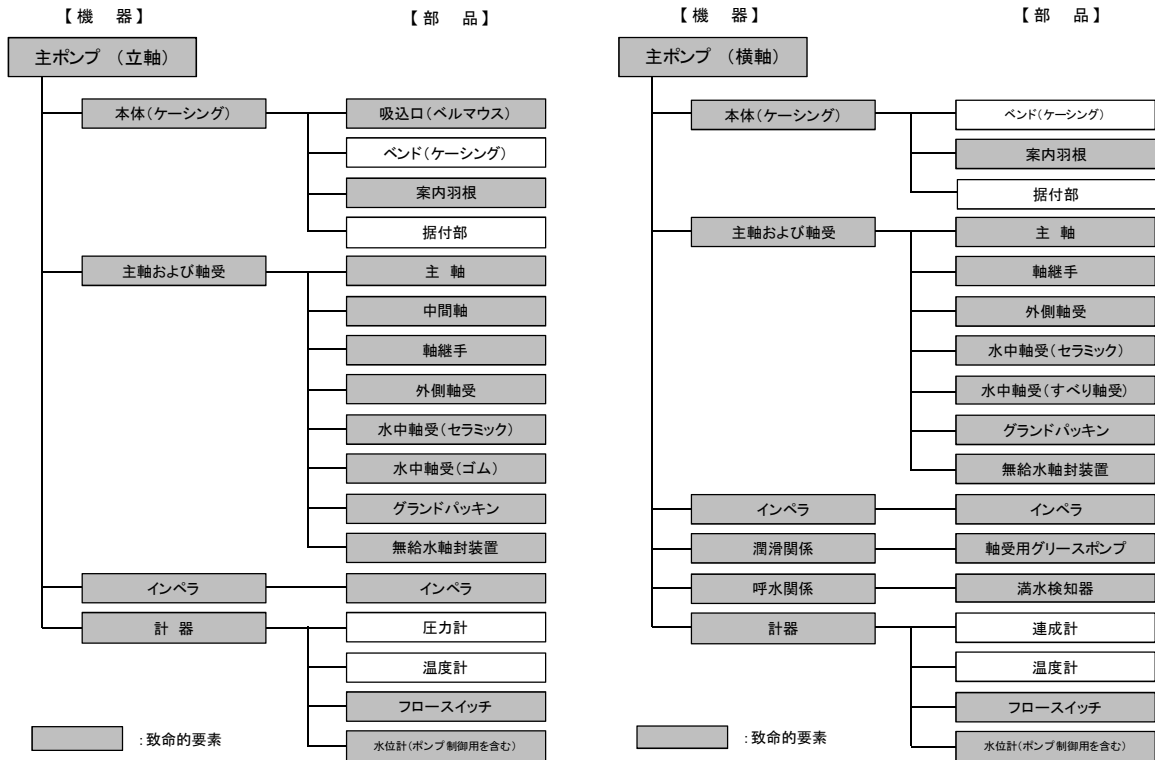 【機　器】
【部　品】
主ポンプ （立軸）
本体（ケーシング）
吸込口（ベルマウス）
ベンド（ケーシング）
案内羽根
据付部
主軸および軸受
主 軸
中間軸
軸継手
外側軸受
水中軸受（セラミック）
水中軸受（ゴム）
グランドパッキン
無給水軸封装置
インペラ
インペラ
計 器
圧力計
温度計
フロースイッチ
水位計（ポンプ制御用を含む）
：致命的要素
【機　器】
【部　品】
主ポンプ （横軸）
本体（ケーシング）
ベンド（ケーシング）
案内羽根
据付部
主軸および軸受
主 軸
軸継手
外側軸受
水中軸受（セラミック）
水中軸受（すべり軸受）
グランドパッキン
無給水軸封装置
インペラ
インペラ
潤滑関係
軸受用グリースポンプ
呼水関係
満水検知器
計器
連成計
温度計
フロースイッチ
水位計（ポンプ制御用を含む）
：致命的要素